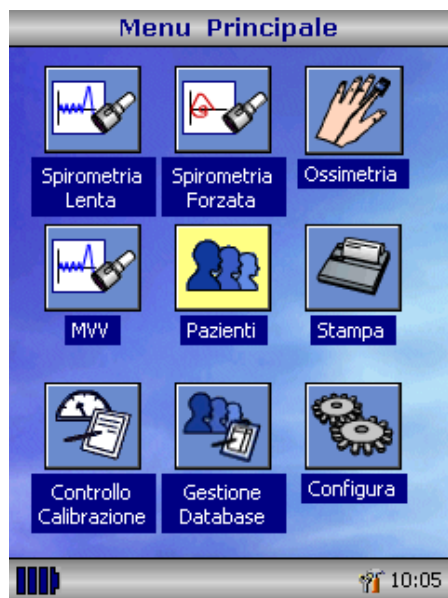 Menu Principale
Spirometria
Lenta
Spirometria
Forzata
Ossimetria
MVV
Pazienti
Stampa
Controllo
Calibrazione
Gestione
Database
Configura
10:05